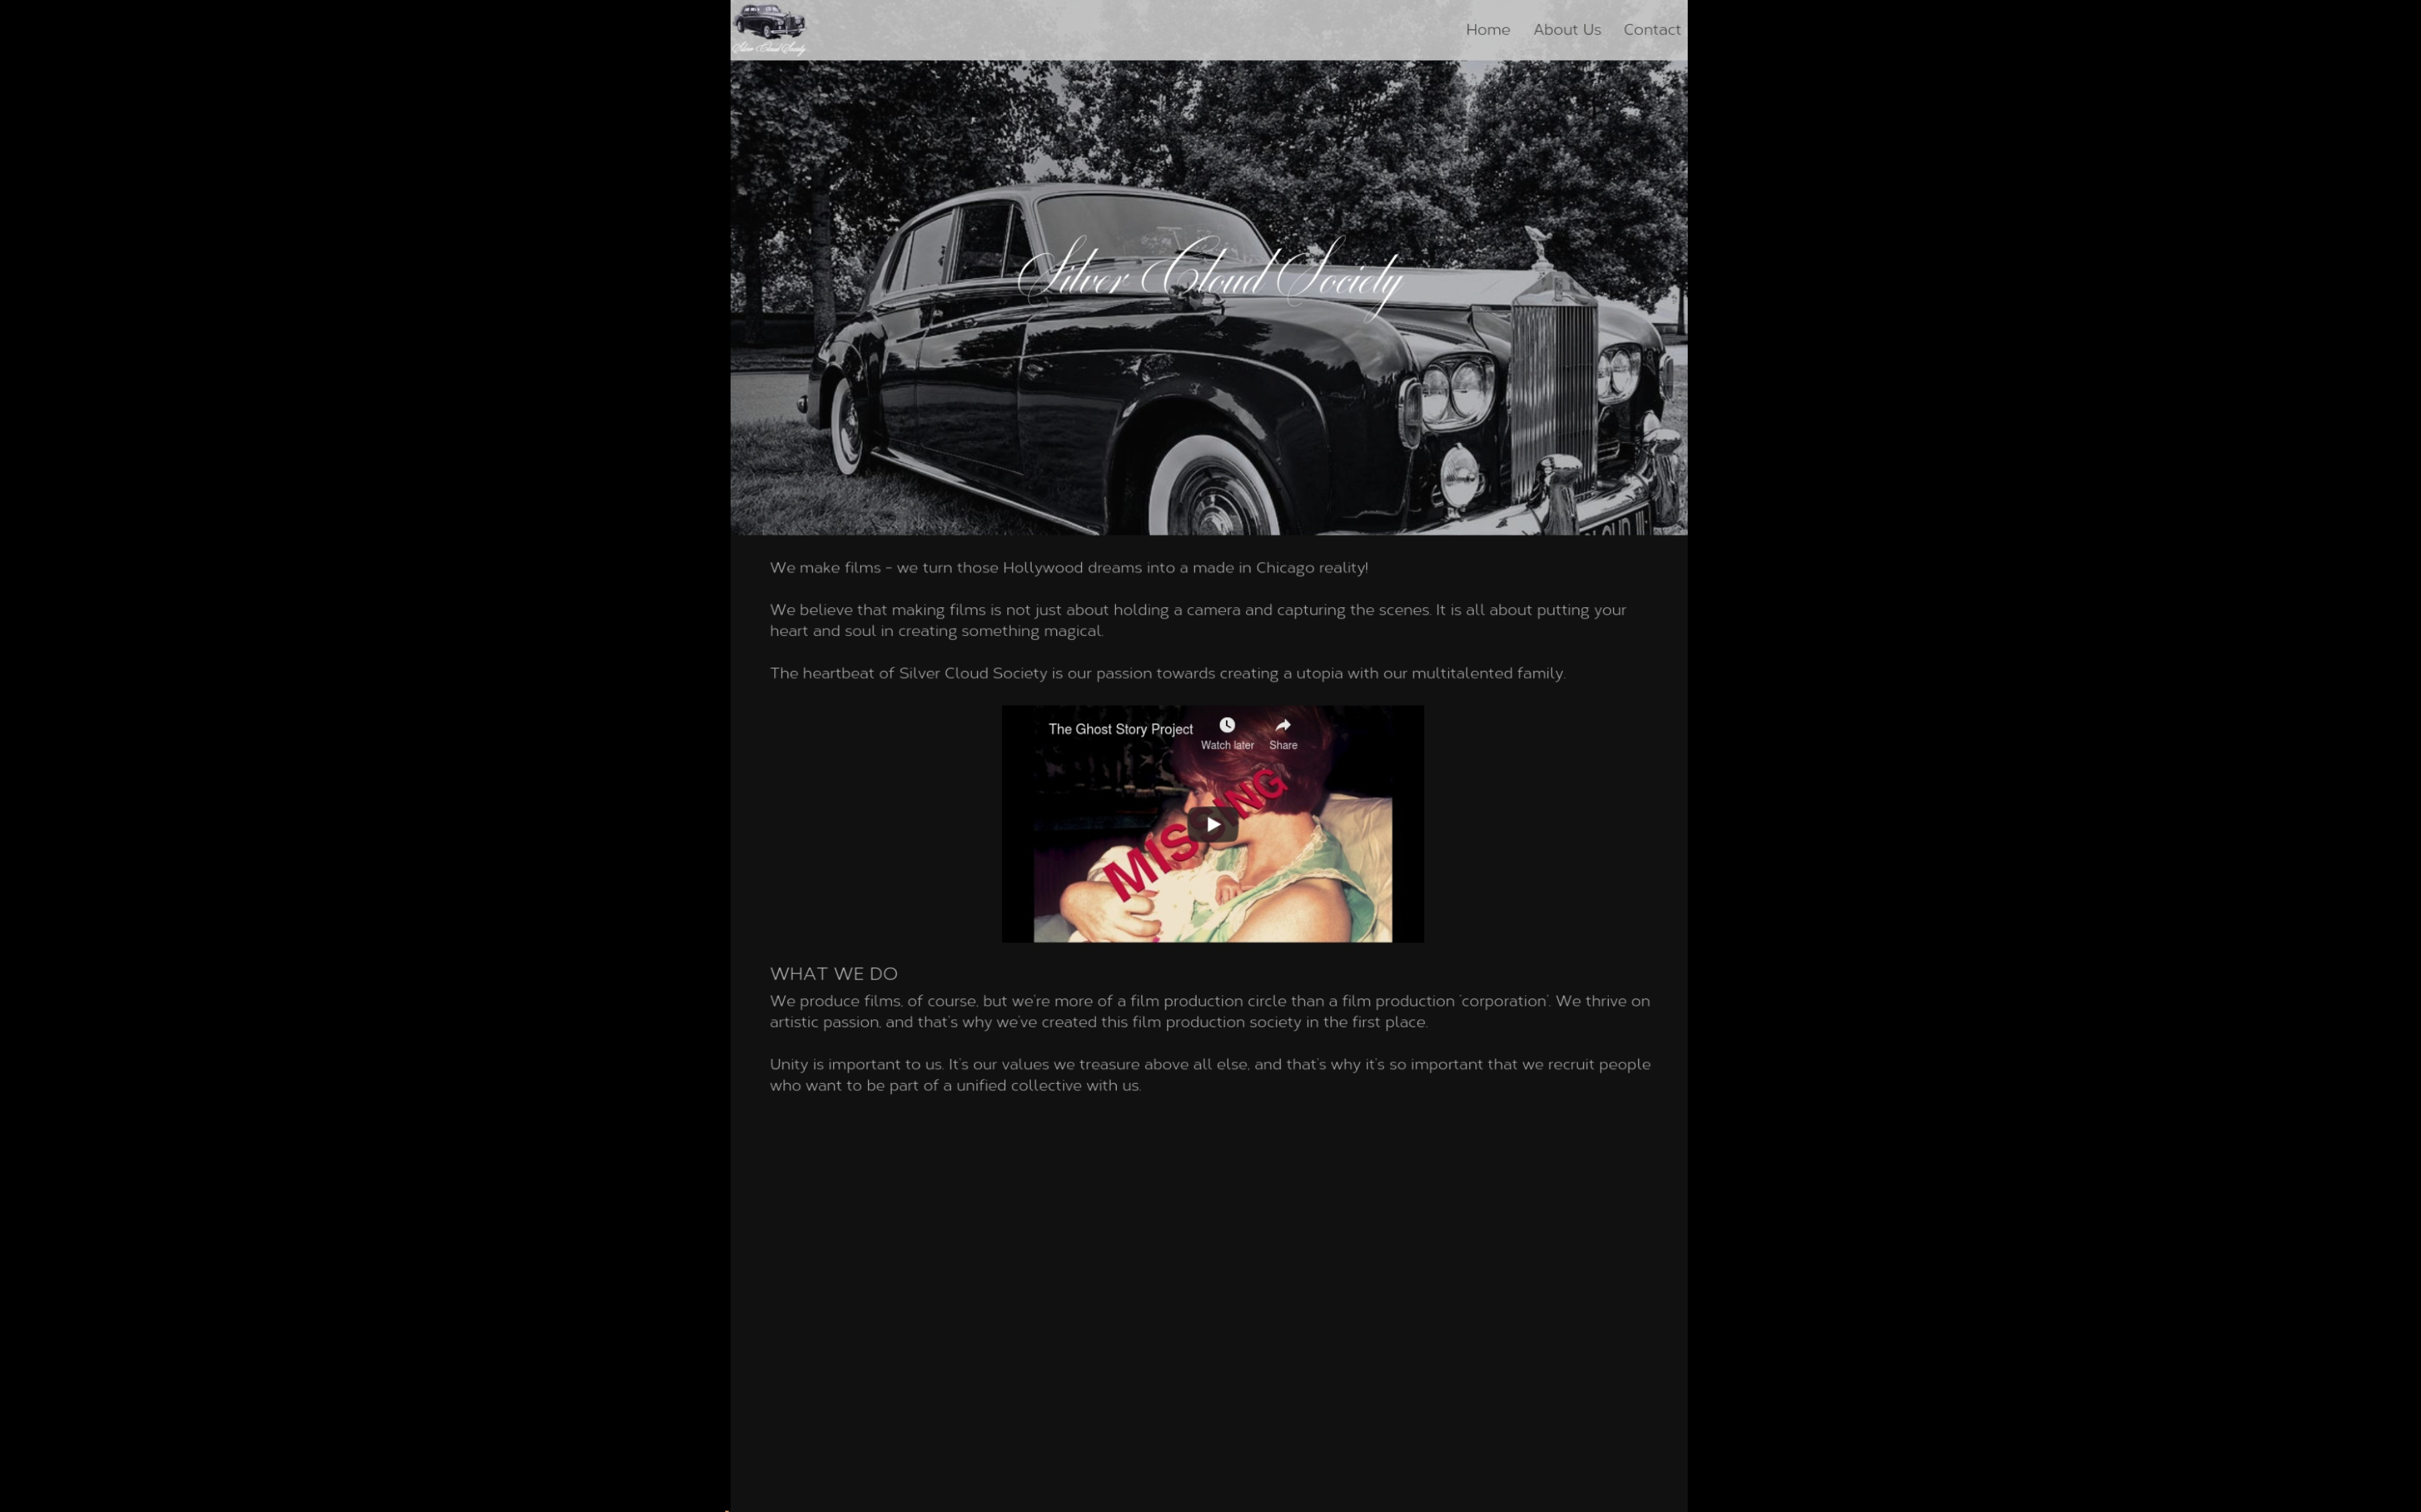 Silver Cloud Society
Home About Us Contact
Silver Cloud Society
We make films - we turn those Hollywood dreams into a made in Chicago reality!
We believe that making films is not just about holding a camera and capturing the scenes. It is all about putting your
heart and soul in creating something magical.
The heartbeat of Silver Cloud Society is our passion towards creating a utopia with our multitalented family.
The Ghost Story Project
Watch later Share
WHAT WE DO
We produce films, of course, but we're more of a film production circle than a film production 'corporation'. We thrive on
artistic passion, and that's why we've created this film production society in the first place.
Unity is important to us. It's our values we treasure above all else, and that's why it's so important that we recruit people
who want to be part of a unified collective with us.